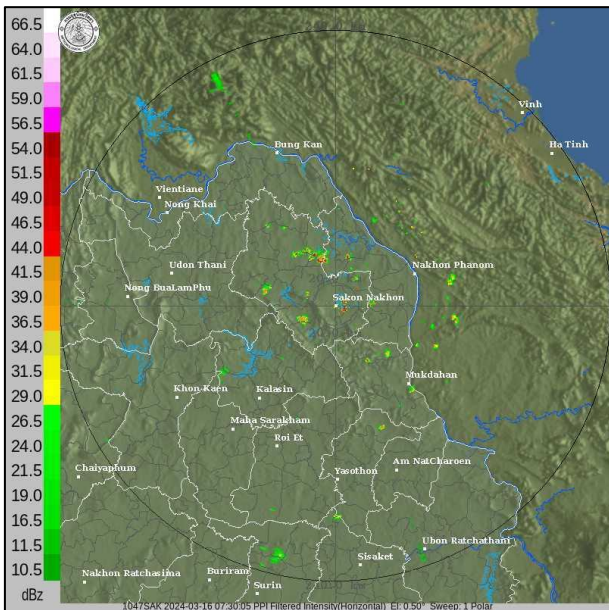 66.5
64.0
61.5
59.0
56.5
54.0
51.5
49.0
46.5
44.0
41.5
39.0
36.5
34.0
31.5
29.0
26.5
24.0
21.5
19.0
16.5
11.5
10.5
dBz
Vinh
Ha Tinh
Bung Kan
Vientiane
Nong Khai
Udon Thani
Nakhon Phanom
Nong BuaLamPhu
Sakon Nakhon
Mukdahan
Khon Kaen
Kalasin
Maha Sarakham
Roi Et
Chaiyaphum
Yasothon
Am NatCharoen
Ubon Ratchathani
Sisaket
Nakhon Ratchasima
Buriram
Surin
1047SAK 2024-03-16 07:30:05 PPI Filtered Intensity(Horizontal) El: 0.50° Sweep: 1 Polar